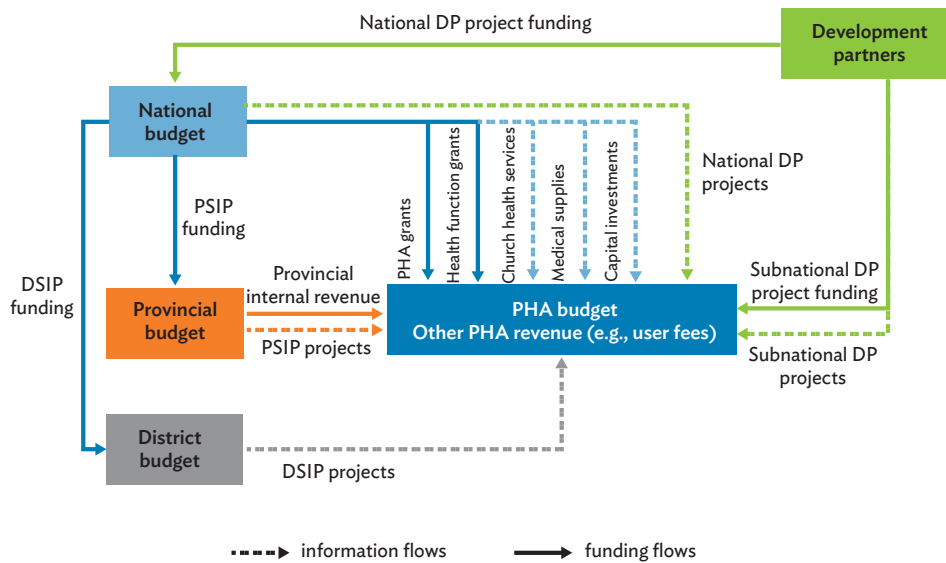 National DP project funding
Development
partners
National
budget
PHA grants
Health function grants
Church health services
Medical supplies
Capital investments
National DP
projects
PSIP
funding
DSIP
funding
Provincial
internal revenue
Provincial
budget
PSIP projects
PHA budget
Other PHA revenue (e.g., user fees)
Subnational DP
project funding
Subnational DP
projects
District
budget
DSIP projects
information flows
funding flows